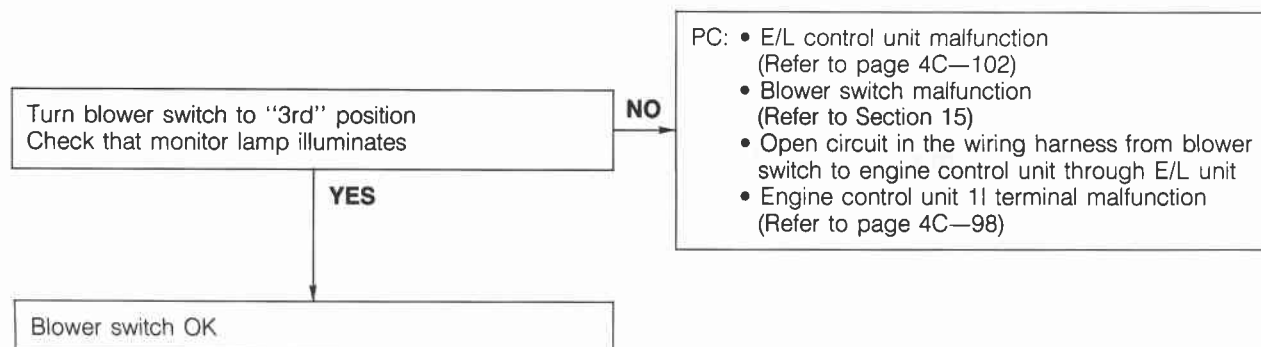 Turn blower switch to “3rd” position
Check that monitor lamp illuminates
NO
PC: • E/L control unit malfunction
(Refer to page 4C—102)
• Blower switch malfunction
(Refer to Section 15)
• Open circuit in the wiring harness from blower
switch to engine control unit through E/L unit
• Engine control unit 1I terminal malfunction
(Refer to page 4C—98)
YES
Blower switch OK